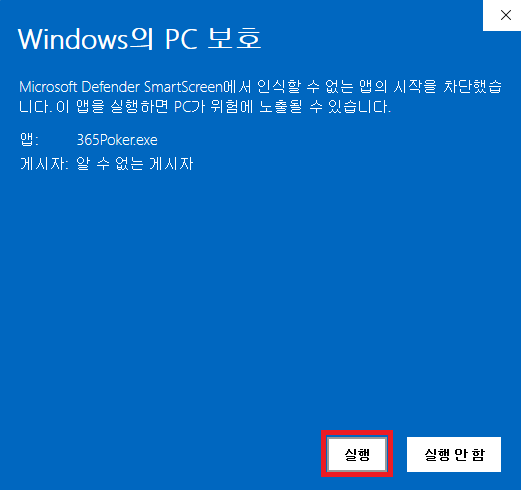 Windows의 PC 보호
Microsoft Defender SmartScreen에서 인식할 수 없는 앱의 시작을 차단했습
니다. 이 앱을 실행하면 PC가 위험에 노출될 수 있습니다.
앱: 365Poker.exe
게시자: 알 수 없는 게시자
실행 실행 안 함